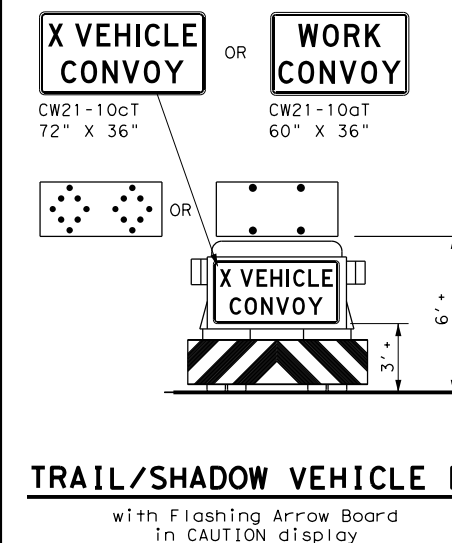 X VEHICLE
CONVOY
OR
WORK
CONVOY
CW21-10cT
72" X 36"
CW21-10aT
60" X 36"
OR
X VEHICLE
CONVOY
6'+
3'+
TRAIL/SHADOW VEHICLE
with Flashing Arrow Board
in CAUTION display